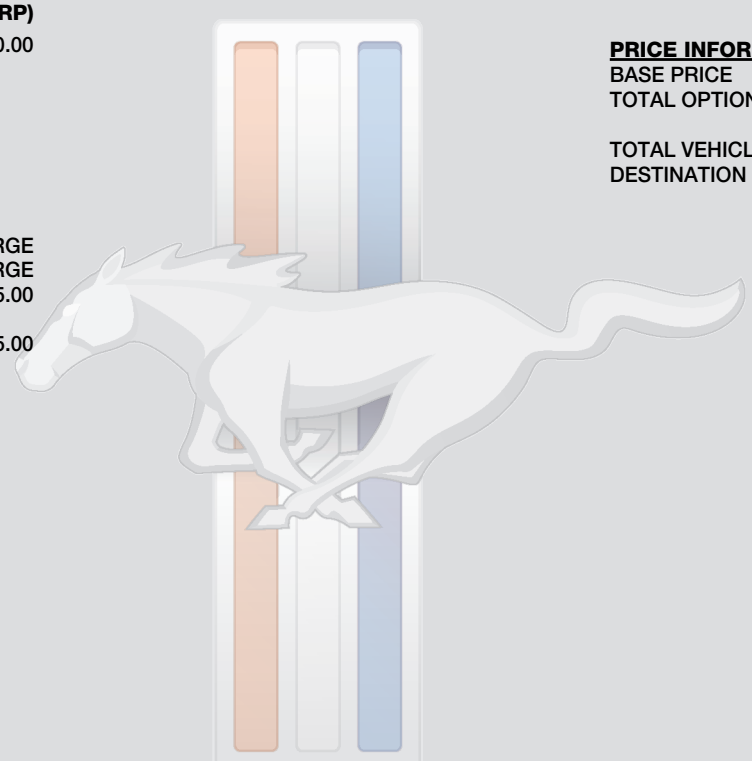 RP)
0.00
RGE
RGE
5.00
5.00
PRICE INFOR
BASE PRICE
TOTAL OPTION
TOTAL VEHICL
DESTINATION